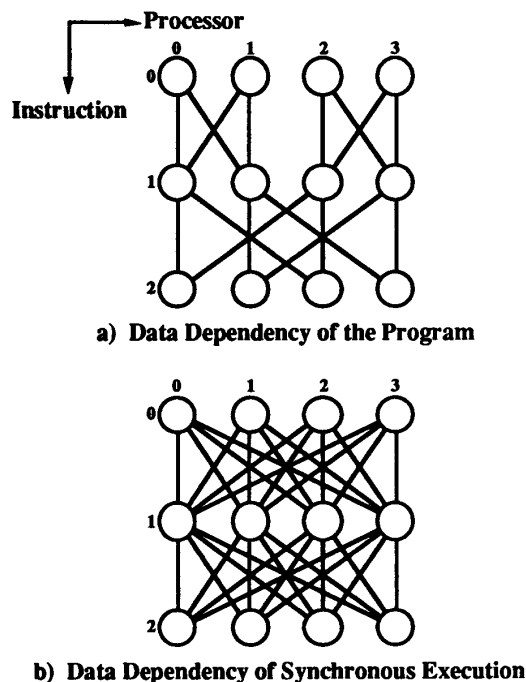 Processor
0 1 2 3
0
Instruction
1
2
a) Data Dependency of the Program
0 1 2 3
0
1
2
b) Data Dependency of Synchronous Execution